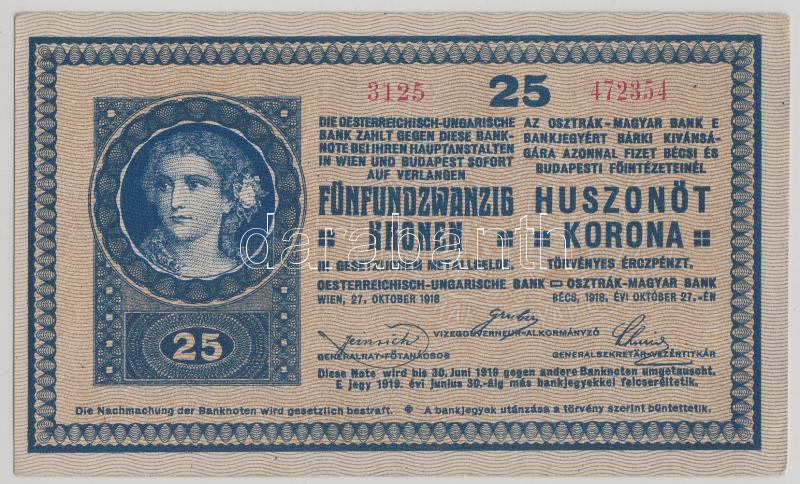 3125 25 472354
DIE OESTERREICHISCH-UNGARISCHE
BANK ZAHLT GEGEN DIESE BANK-
NOTE BEI IHREN HAUPTANSTALTEN
IN WIEN UND BUDAPEST SOFORT
AUF VERLANGEN
FÜNFUNDZWANZIG
KRONEN
IN GESETZLICHEM METALLGELDE.
AZ OSZTRÁK-MAGYAR BANK E
BANKJEGYÉRT BÁRKI KIVÁNSÁ-
GÁRA AZONNAL FIZET BÉCSI ÉS
BUDAPESTI FŐINTÉZETEINÉL
HUSZONÖT
KORONA
TÖRVÉNYES ÉRCZPÉNZT.
OESTERREICHISCH-UNGARISCHE BANK OSZTRÁK-MAGYAR BANK
WIEN, 27. OKTOBER 1918 BÉCS, 1918. ÉVI OKTÓBER 27.-ÉN
Gruber
VIZEGOUVERNEUR-ALKORMÁNYZÓ
GENERALRAT-FŐTANÁCSOS
GENERALSEKRETÄR-VEZÉRTITKÁR
Diese Note wird bis 30. Juni 1919 gegen andere Banknoten umgetauscht.
E jegy 1919. évi junius 30.-áig más bankjegyekkel felcseréltetik.
25
Die Nachmachung der Banknoten wird gesetzlich bestraft. A bankjegyek utánzása a törvény szerint büntettetik.
darabanth